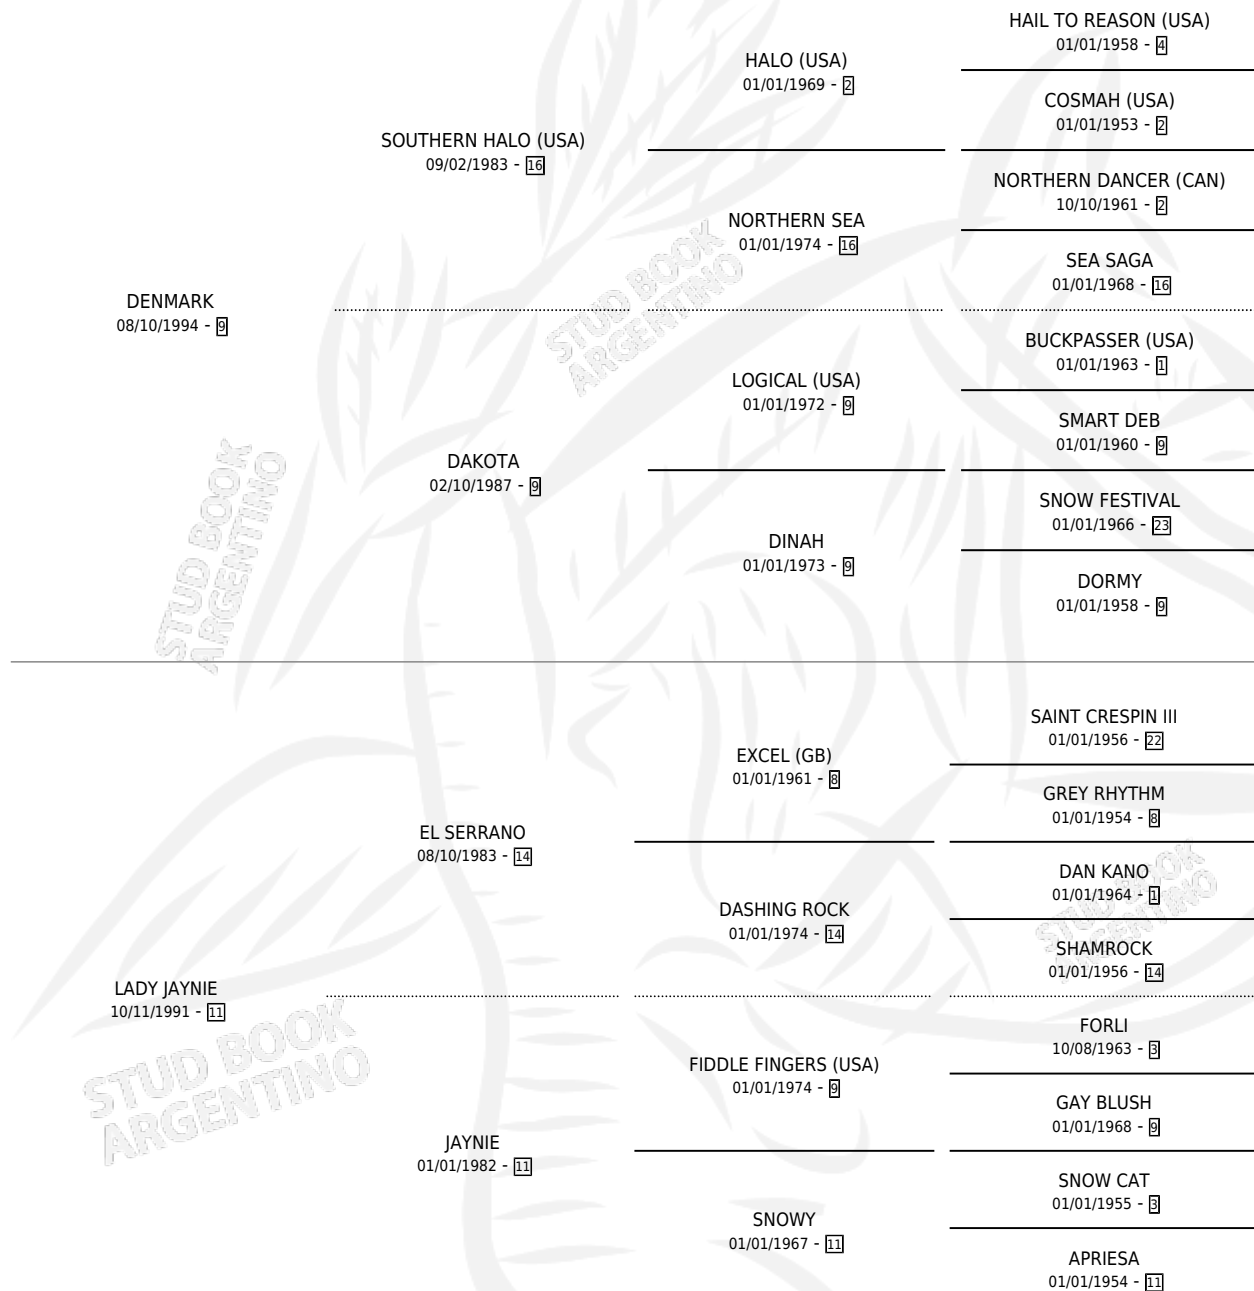 HAIL TO REASON (USA)
01/01/1958 - 4
HALO (USA)
01/01/1969 - 2
COSMAH (USA)
01/01/1953 - 2
SOUTHERN HALO (USA)
09/02/1983 - 16
NORTHERN DANCER (CAN)
10/10/1961 - 2
NORTHERN SEA
01/01/1974 - 16
SEA SAGA
01/01/1968 - 16
STUD BOOK
ARGENTINO
DENMARK
08/10/1994 - 9
BUCKPASSER (USA)
01/01/1963 - 1
LOGICAL (USA)
01/01/1972 - 9
SMART DEB
01/01/1960 - 9
DAKOTA
02/10/1987 - 9
SNOW FESTIVAL
01/01/1966 - 23
DINAH
01/01/1973 - 9
DORMY
01/01/1958 - 9
STUD BOOK
ARGENTINO
SAINT CRESPIN III
01/01/1956 - 22
EXCEL (GB)
01/01/1961 - 8
GREY RHYTHM
01/01/1954 - 8
EL SERRANO
08/10/1983 - 14
DAN KANO
01/01/1964 - 1
DASHING ROCK
01/01/1974 - 14
STUD BOOK
ARGENTINO
SHAMROCK
01/01/1956 - 14
LADY JAYNIE
10/11/1991 - 11
FORLI
10/08/1963 - 3
FIDDLE FINGERS (USA)
01/01/1974 - 9
STUD BOOK
ARGENTINO
GAY BLUSH
01/01/1968 - 9
JAYNIE
01/01/1982 - 11
SNOW CAT
01/01/1955 - 3
SNOWY
01/01/1967 - 11
APRIESA
01/01/1954 - 11